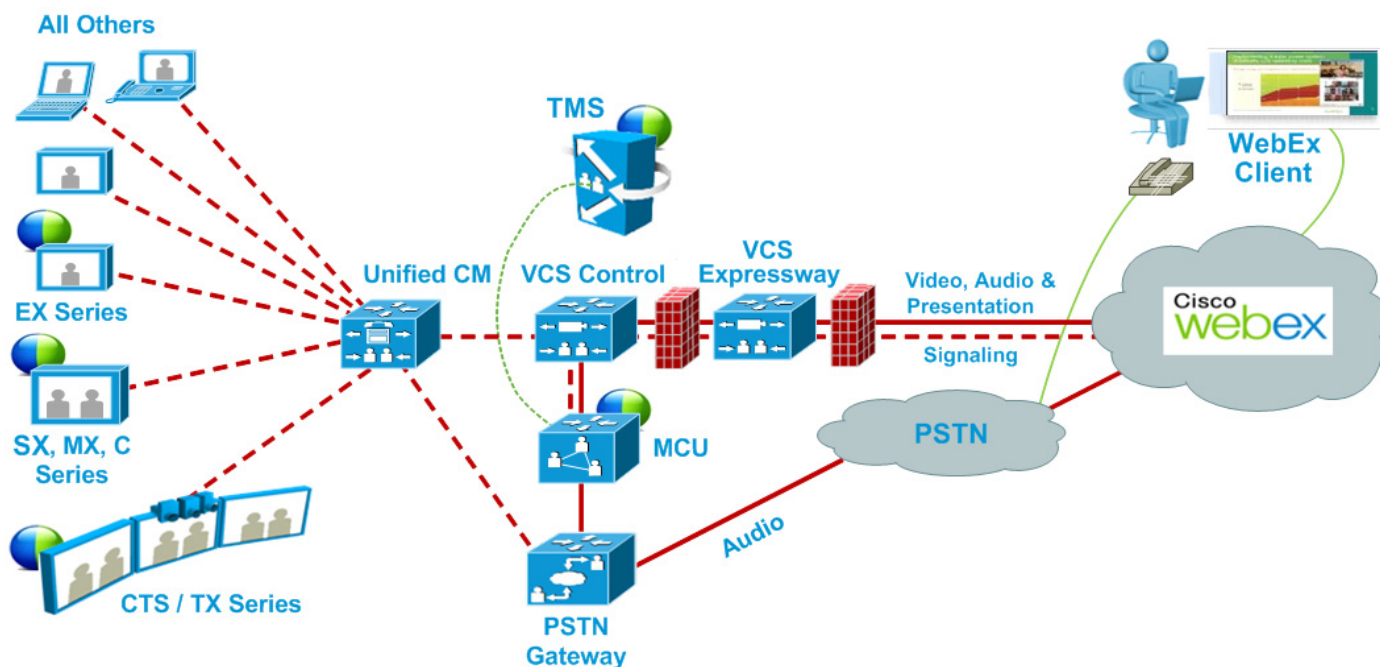 All Others
TMS
WebEx
Client
Unified CM
VCS Control
VCS
Expressway
Video, Audio &
Presentation
Signaling
Cisco
webex
EX Series
SX, MX, C
Series
MCU
PSTN
Audio
CTS / TX Series
PSTN
Gateway